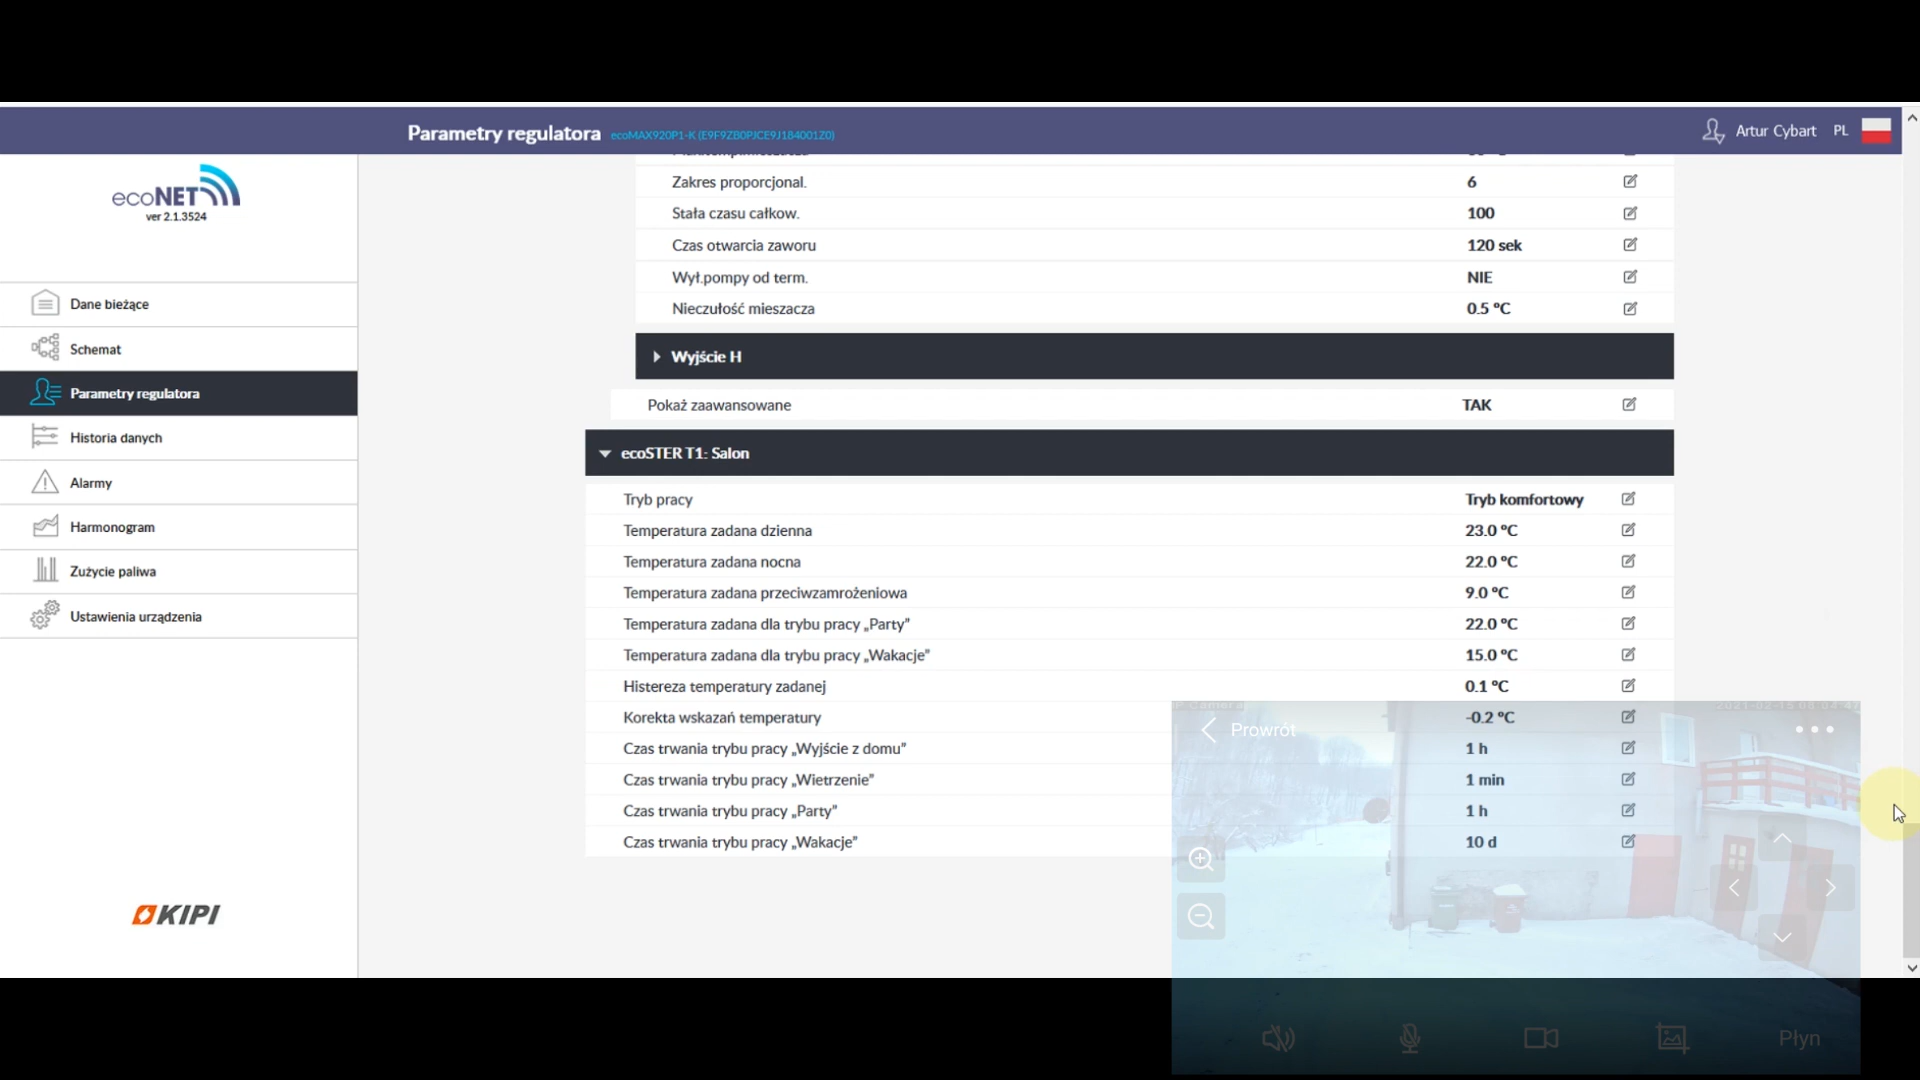 Parametry regulatora ecoMAX920P1-K (E9F9ZB0PJCE9J184001Z0)
Artur Cybart PL
ecoNET
ver 2.1.3524
Dane bieżące
Schemat
Parametry regulatora
Historia danych
Alarmy
Harmonogram
Zużycie paliwa
Ustawienia urządzenia
KIPI
Zakres proporcjonal. 6
Stała czasu całkow. 100
Czas otwarcia zaworu 120 sek
Wył.pompy od term. NIE
Nieczułość mieszacza 0.5 °C
Wyjście H
Pokaż zaawansowane TAK
ecoSTER T1: Salon
Tryb pracy Tryb komfortowy
Temperatura zadana dzienna 23.0 °C
Temperatura zadana nocna 22.0 °C
Temperatura zadana przeciwzamrożeniowa 9.0 °C
Temperatura zadana dla trybu pracy „Party” 22.0 °C
Temperatura zadana dla trybu pracy „Wakacje” 15.0 °C
Histereza temperatury zadanej 0.1 °C
Korekta wskazań temperatury -0.2 °C
Czas trwania trybu pracy „Wyjście z domu” 1 h
Czas trwania trybu pracy „Wietrzenie” 1 min
Czas trwania trybu pracy „Party” 1 h
Czas trwania trybu pracy „Wakacje” 10 d
Prowrót
Płyn